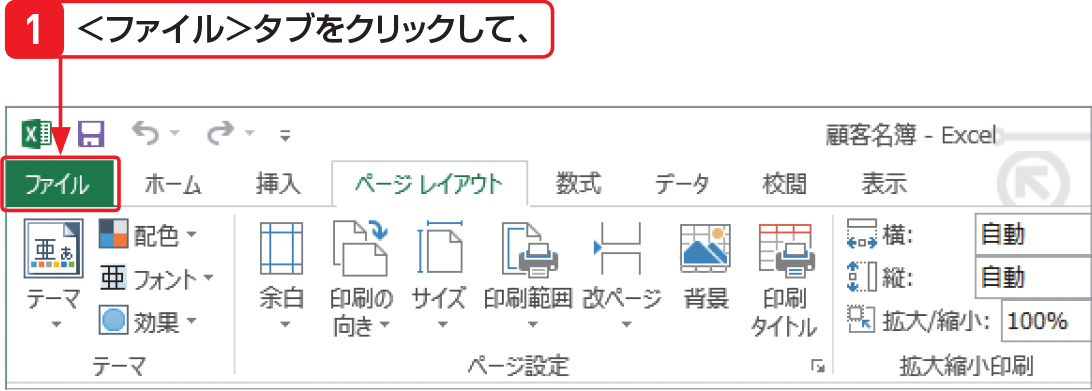 1 <ファイル>タブをクリックして、
顧客名簿 - Excel
ファイル ホーム 挿入 ページ レイアウト 数式 データ 校閲 表示
亜ぁ 配色 横: 自動
亜 フォント 縦: 自動
テーマ 効果 余白 印刷の向き サイズ 印刷範囲 改ページ 背景 印刷タイトル 拡大/縮小: 100%
テーマ ページ設定 拡大縮小印刷